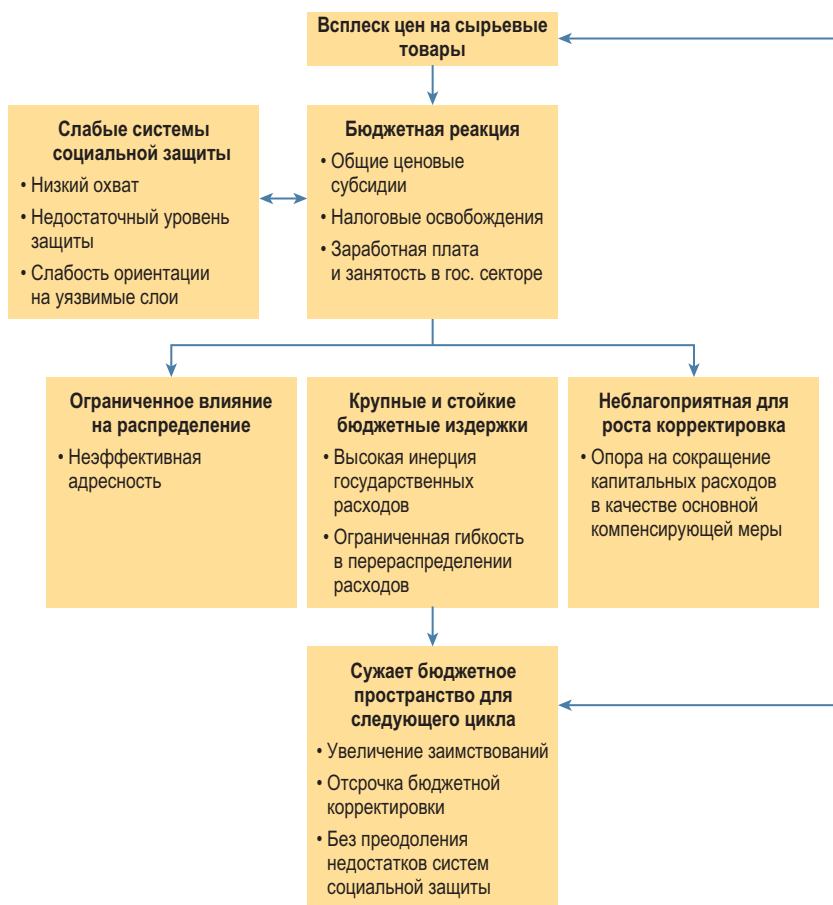 Всплеск цен на сырьевые
товары
Слабые системы
социальной защиты
• Низкий охват
• Недостаточный уровень
защиты
• Слабость ориентации
на уязвимые слои
Бюджетная реакция
• Общие ценовые
субсидии
• Налоговые освобождения
• Заработная плата
и занятость в гос. секторе
Ограниченное влияние
на распределение
• Неэффективная
адресность
Крупные и стойкие
бюджетные издержки
• Высокая инерция
государственных
расходов
• Ограниченная гибкость
в перераспределении
расходов
Неблагоприятная для
роста корректировка
• Опора на сокращение
капитальных расходов
в качестве основной
компенсирующей меры
Сужает бюджетное
пространство для
следующего цикла
• Увеличение заимствований
• Отсрочка бюджетной
корректировки
• Без преодоления
недостатков систем
социальной защиты